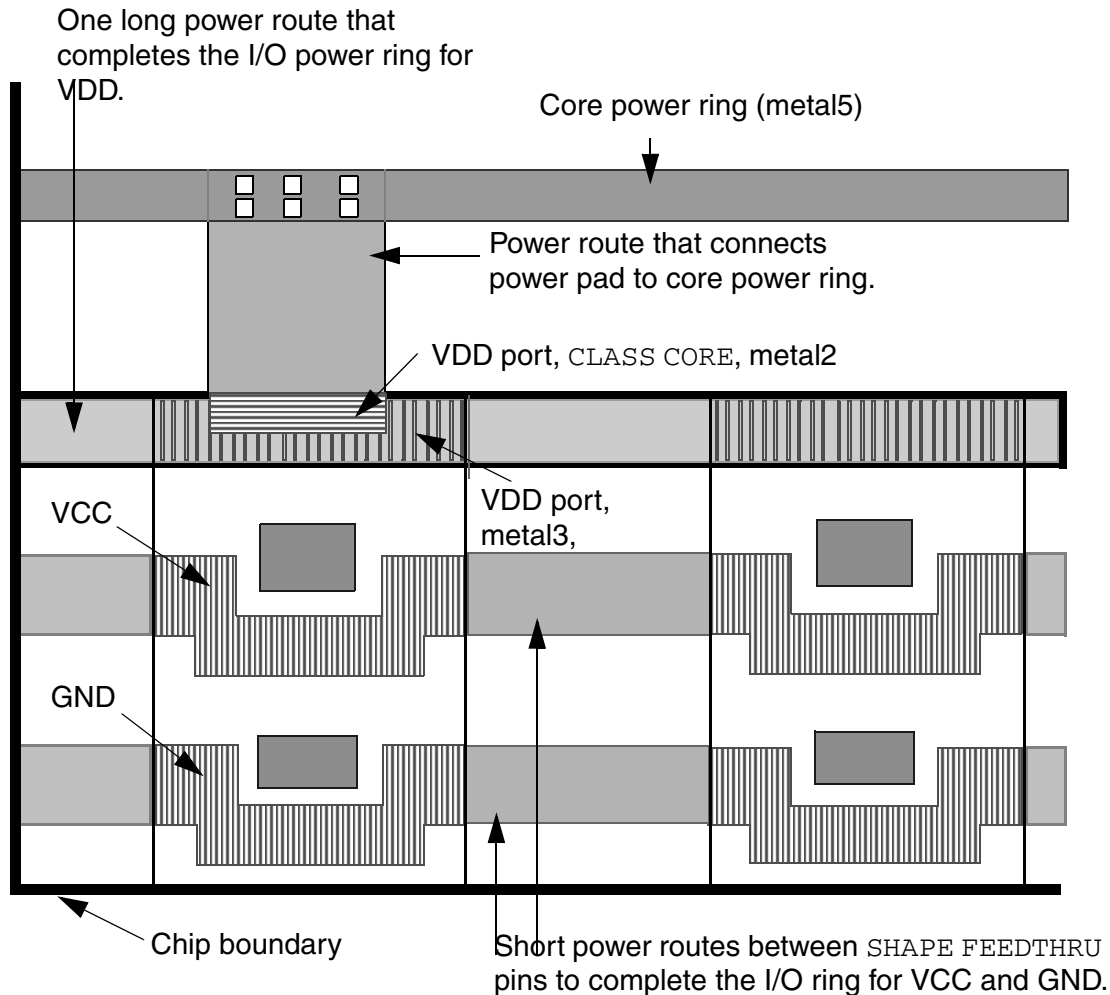 One long power route that
completes the I/O power ring for
VDD.
Core power ring (metal5)
Power route that connects
power pad to core power ring.
VDD port, CLASS CORE, metal2
VDD port,
metal3,
VCC
GND
Chip boundary
Short power routes between SHAPE FEEDTHRU
pins to complete the I/O ring for VCC and GND.